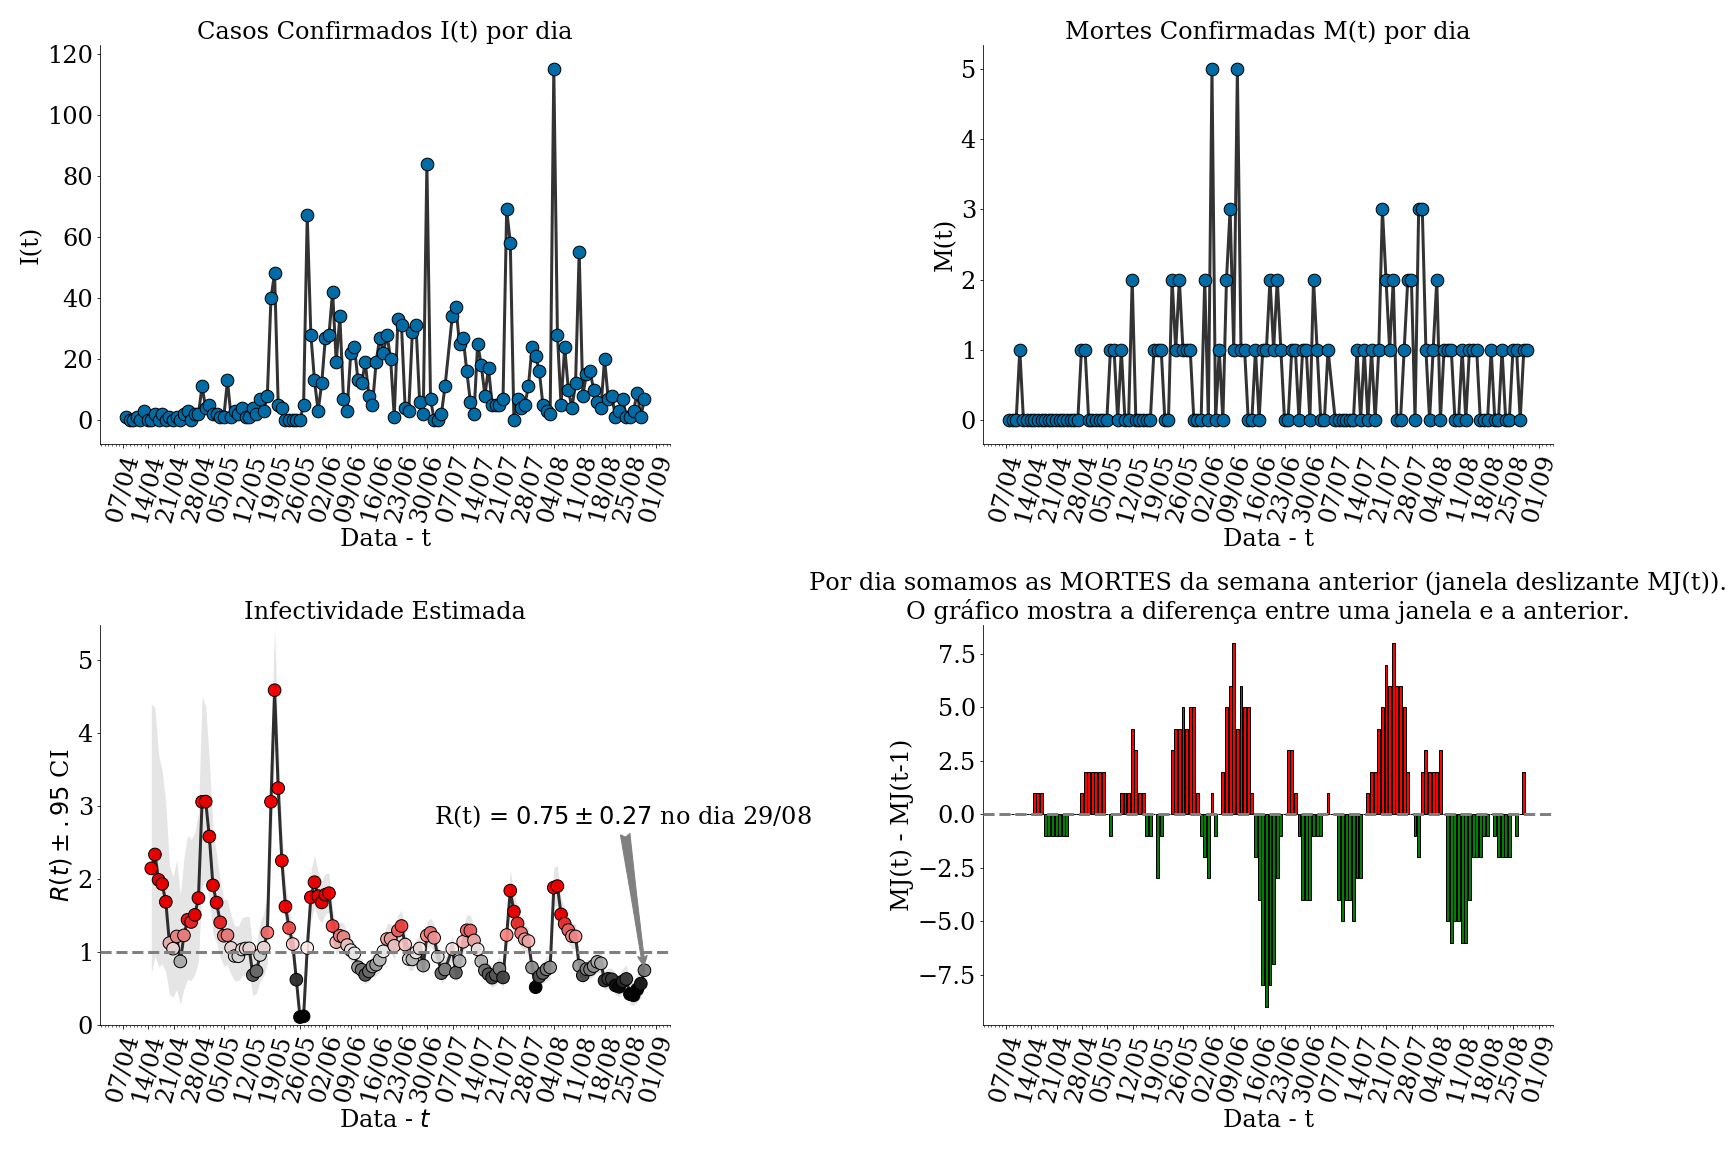 Casos Confirmados I(t) por dia
120
100
80
60
40
20
0
I(t)
07/04 14/04 21/04 28/04 05/05 12/05 19/05 26/05 02/06 09/06 16/06 23/06 30/06 07/07 14/07 21/07 28/07 04/08 11/08 18/08 25/08 01/09
Data - t
Mortes Confirmadas M(t) por dia
5
4
3
2
1
0
M(t)
07/04 14/04 21/04 28/04 05/05 12/05 19/05 26/05 02/06 09/06 16/06 23/06 30/06 07/07 14/07 21/07 28/07 04/08 11/08 18/08 25/08 01/09
Data - t
Infectividade Estimada
5
4
3
2
1
0
R(t) ± .95 CI
R(t) = 0.75 ± 0.27 no dia 29/08
07/04 14/04 21/04 28/04 05/05 12/05 19/05 26/05 02/06 09/06 16/06 23/06 30/06 07/07 14/07 21/07 28/07 04/08 11/08 18/08 25/08 01/09
Data - t
Por dia somamos as MORTES da semana anterior (janela deslizante MJ(t)).
O gráfico mostra a diferença entre uma janela e a anterior.
7.5
5.0
2.5
0.0
−2.5
−5.0
−7.5
MJ(t) - MJ(t-1)
07/04 14/04 21/04 28/04 05/05 12/05 19/05 26/05 02/06 09/06 16/06 23/06 30/06 07/07 14/07 21/07 28/07 04/08 11/08 18/08 25/08 01/09
Data - t